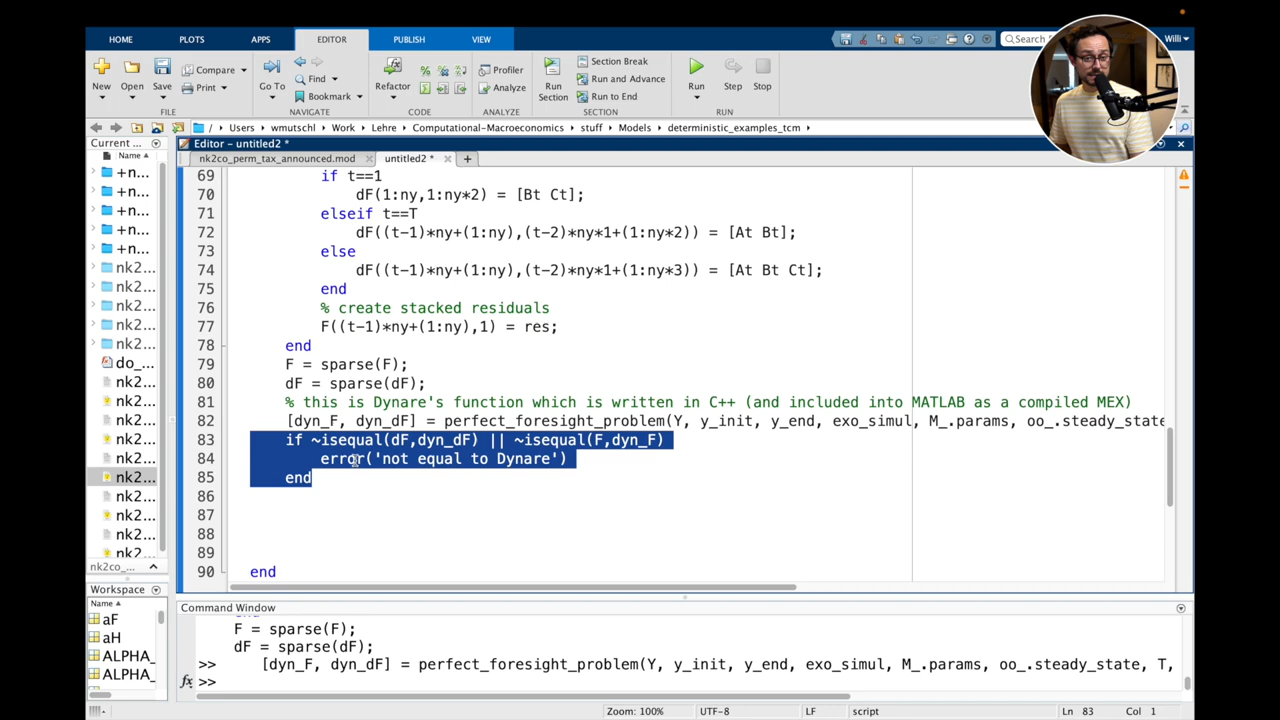 HOME PLOTS APPS EDITOR PUBLISH VIEW Search Willi
New Open Save Compare Print Go To Find Bookmark Refactor Profiler Analyze Run Section Section Break Run and Advance Run to End Run Step Stop
FILE NAVIGATE CODE ANALYZE SECTION RUN
/ Users wmutschl Work Lehre Computational-Macroeconomics stuff Models deterministic_examples_tcm
Current ... Editor - untitled2 *
Name nk2co_perm_tax_announced.mod untitled2 *
+n...
+n...
+n...
+n...
nk2...
nk2...
nk2...
nk2...
nk2...
do_...
nk2...
nk2...
nk2...
nk2...
nk2...
nk2...
nk2...
nk2...
nk2...
nk2...
nk2co_...
69 if t==1
70 dF(1:ny,1:ny*2) = [Bt Ct];
71 elseif t==T
72 dF((t-1)*ny+(1:ny),(t-2)*ny*1+(1:ny*2)) = [At Bt];
73 else
74 dF((t-1)*ny+(1:ny),(t-2)*ny*1+(1:ny*3)) = [At Bt Ct];
75 end
76 % create stacked residuals
77 F((t-1)*ny+(1:ny),1) = res;
78 end
79 F = sparse(F);
80 dF = sparse(dF);
81 % this is Dynare's function which is written in C++ (and included into MATLAB as a compiled MEX)
82 [dyn_F, dyn_dF] = perfect_foresight_problem(Y, y_init, y_end, exo_simul, M_.params, oo_.steady_state
83 if ~isequal(dF,dyn_dF) || ~isequal(F,dyn_F)
84 error('not equal to Dynare')
85 end
86
87
88
89
90 end
Workspace
Name
aF
aH
ALPHA_
ALPHA_
Command Window
F = sparse(F);
dF = sparse(dF);
>> [dyn_F, dyn_dF] = perfect_foresight_problem(Y, y_init, y_end, exo_simul, M_.params, oo_.steady_state, T,
fx >>
Zoom: 100% UTF-8 LF script Ln 83 Col 1